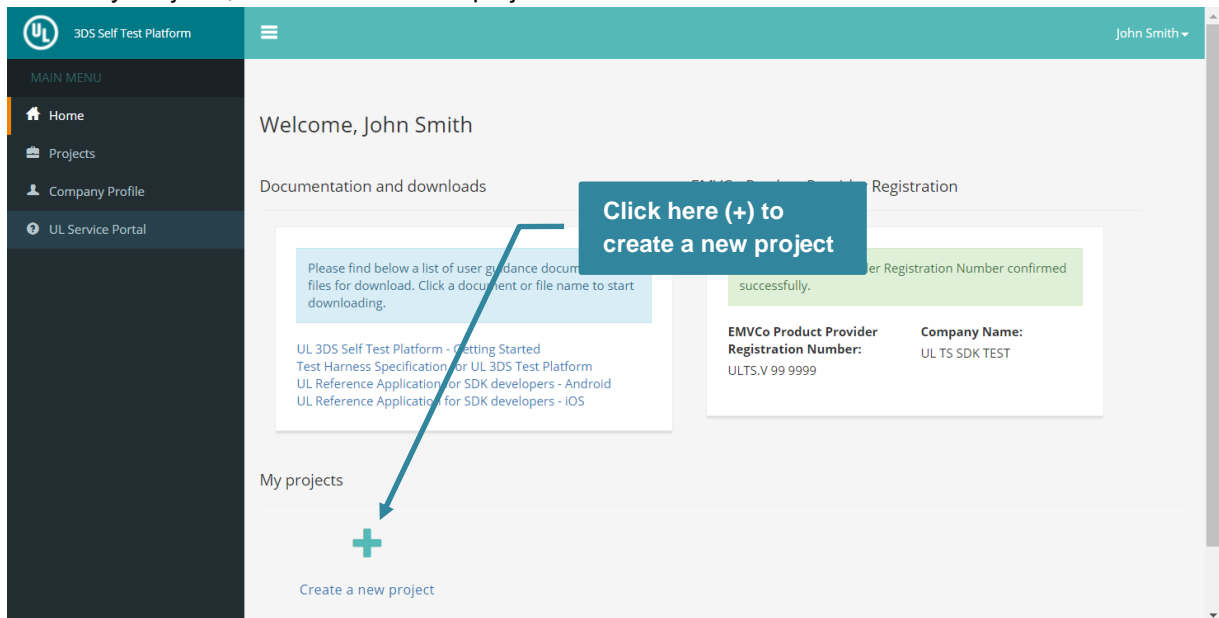 UL
3DS Self Test Platform
John Smith
MAIN MENU
Home
Projects
Company Profile
UL Service Portal
Welcome, John Smith
Documentation and downloads
Registration
Click here (+) to
create a new project
Please find below a list of user guidance
files for download. Click a document or file name to start
downloading.
UL 3DS Self Test Platform - Getting Started
Test Harness Specification for UL 3DS Test Platform
UL Reference Application for SDK developers - Android
UL Reference Application for SDK developers - iOS
Registration Number confirmed
successfully.
EMVCo Product Provider
Registration Number:
ULTS.V 99 9999
Company Name:
UL TS SDK TEST
My projects
Create a new project